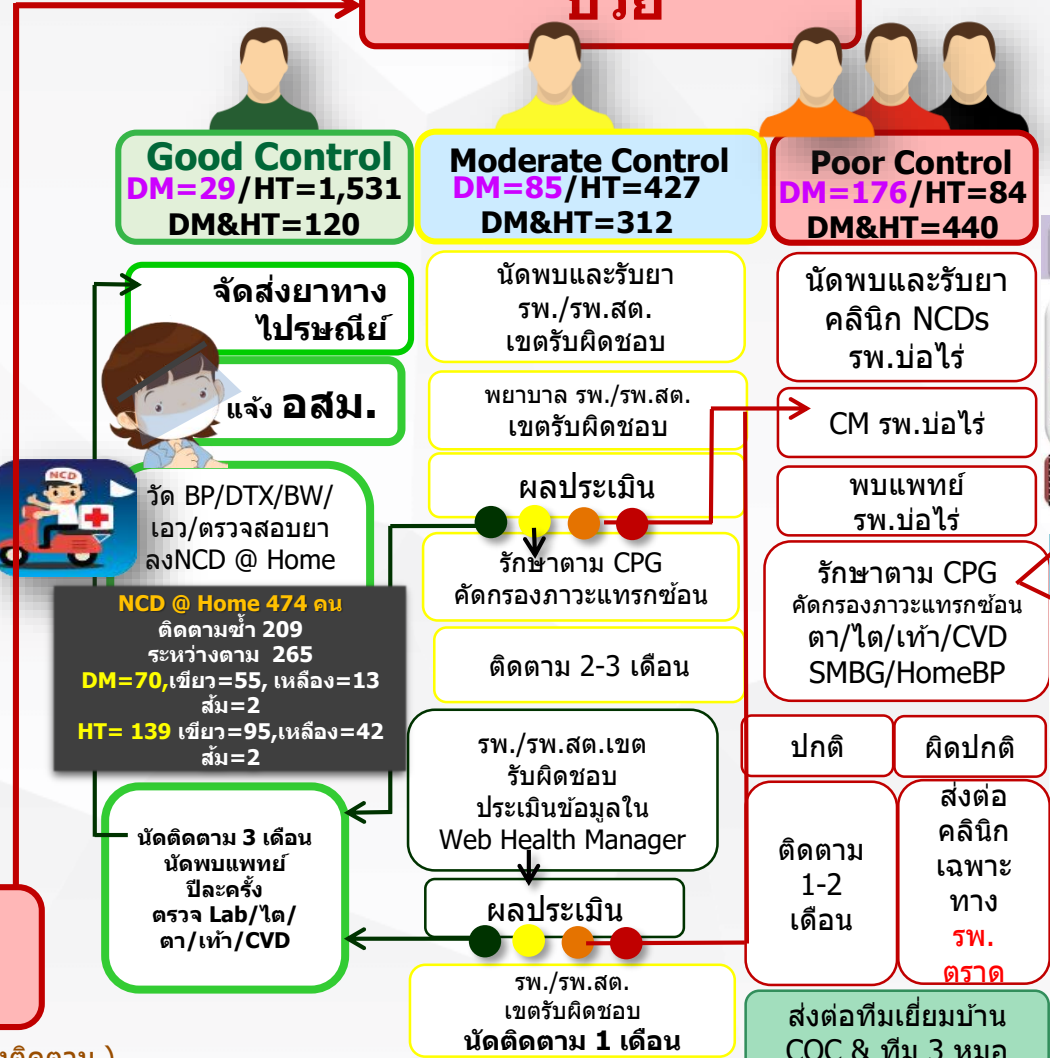 ป่วย
Good Control
DM=29/HT=1,531
DM&HT=120
Moderate Control
DM=85/HT=427
DM&HT=312
Poor Control
DM=176/HT=84
DM&HT=440
จัดส่งยาทาง
ไปรษณีย์
แจ้ง อสม.
NCD
วัด BP/DTX/BW/
เอว/ตรวจสอบยา
ลงNCD @ Home
NCD @ Home 474 คน
ติดตามซ้ำ 209
ระหว่างตาม 265
DM=70,เขียว=55, เหลือง=13
ส้ม=2
HT= 139 เขียว=95,เหลือง=42
ส้ม=2
นัดติดตาม 3 เดือน
นัดพบแพทย์
ปีละครั้ง
ตรวจ Lab/ไต/
ตา/เท้า/CVD
นัดพบและรับยา
รพ./รพ.สต.
เขตรับผิดชอบ
พยาบาล รพ./รพ.สต.
เขตรับผิดชอบ
ผลประเมิน
รักษาตาม CPG
คัดกรองภาวะแทรกซ้อน
ติดตาม 2-3 เดือน
รพ./รพ.สต.เขต
รับผิดชอบ
ประเมินข้อมูลใน
Web Health Manager
ผลประเมิน
รพ./รพ.สต.
เขตรับผิดชอบ
นัดติดตาม 1 เดือน
นัดพบและรับยา
คลินิก NCDs
รพ.บ่อไร่
CM รพ.บ่อไร่
พบแพทย์
รพ.บ่อไร่
รักษาตาม CPG
คัดกรองภาวะแทรกซ้อน
ตา/ไต/เท้า/CVD
SMBG/HomeBP
ปกติ
ผิดปกติ
ติดตาม
1-2
เดือน
ส่งต่อ
คลินิก
เฉพาะ
ทาง
รพ.
ตราด
ส่งต่อทีมเยี่ยมบ้าน
COC & ทีม 3 หมอ
ติดตาม )